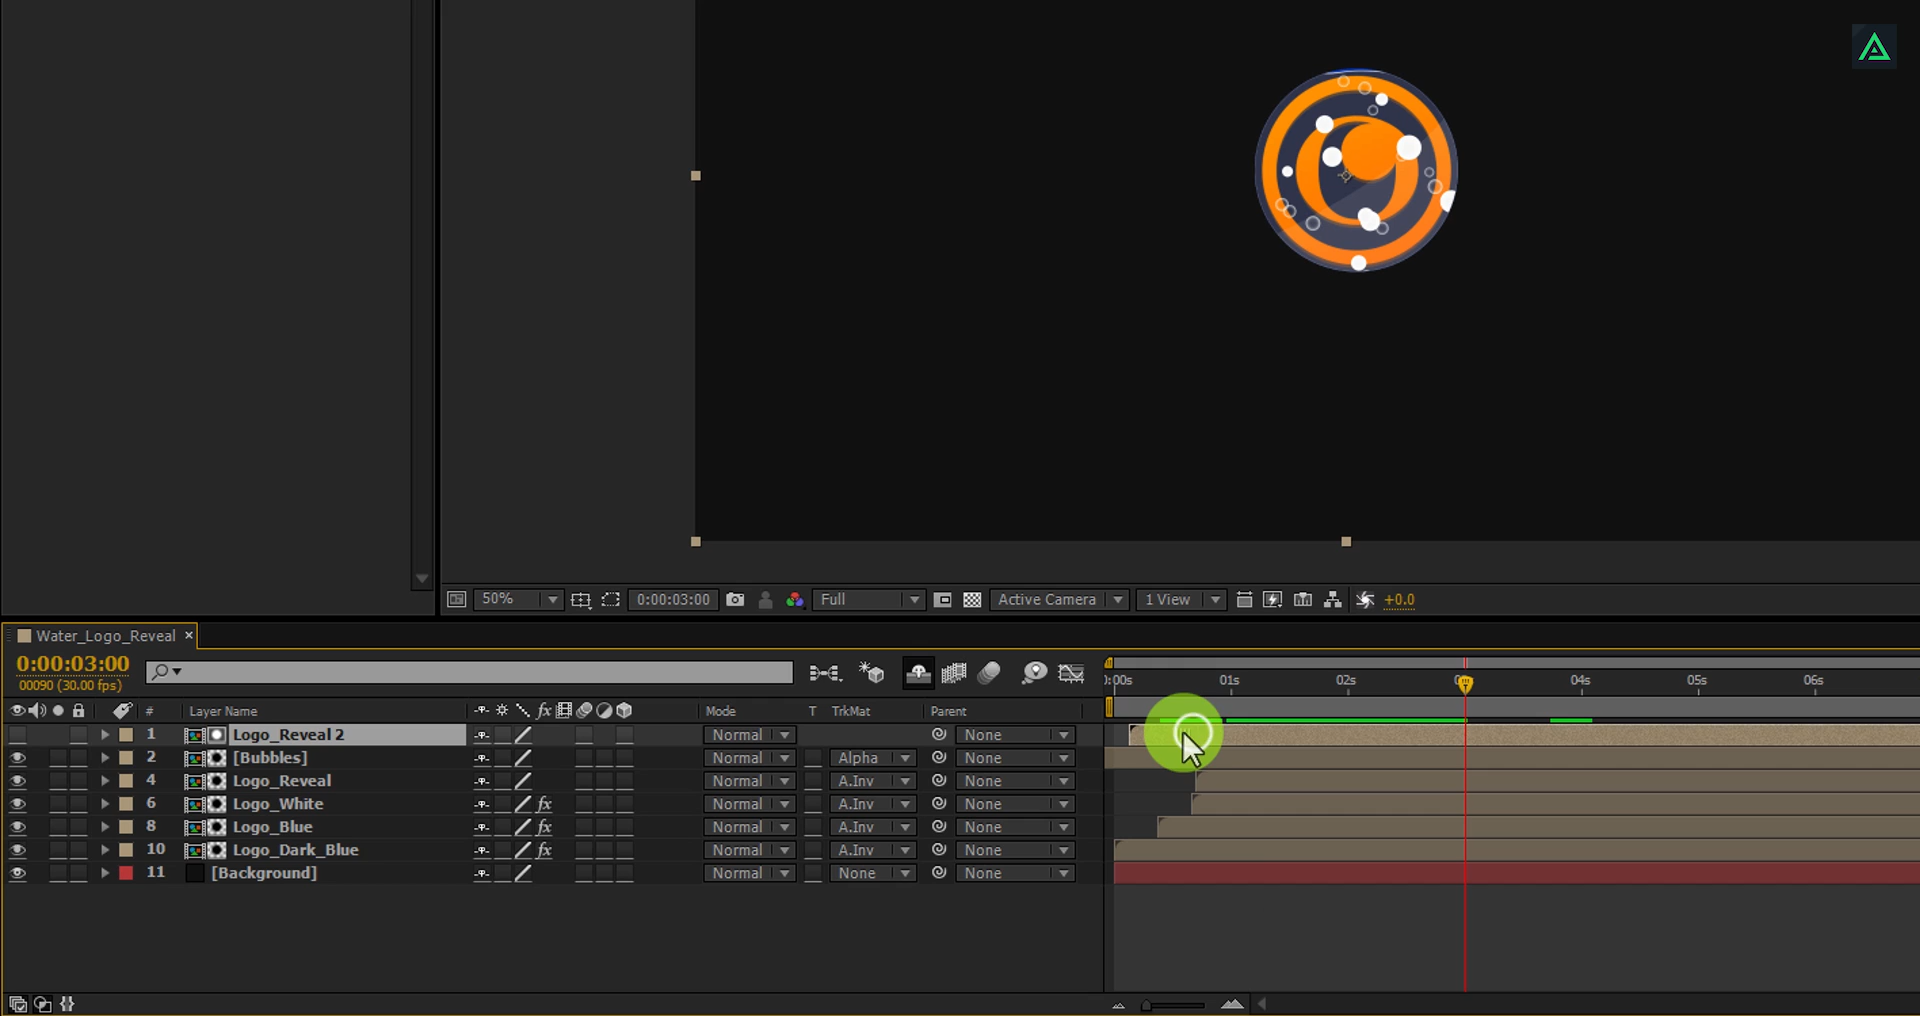 50%
0:00:03:00
Full
Active Camera
1 View
+0.0
Water_Logo_Reveal ×
0:00:03:00
00090 (30.00 fps)
:00s 01s 02s 04s 05s 06s
# Layer Name fx Mode T TrkMat Parent
1 Logo_Reveal 2 Normal None
2 [Bubbles] Normal Alpha None
4 Logo_Reveal Normal A.Inv None
6 Logo_White fx Normal A.Inv None
8 Logo_Blue fx Normal A.Inv None
10 Logo_Dark_Blue fx Normal A.Inv None
11 [Background] Normal None None